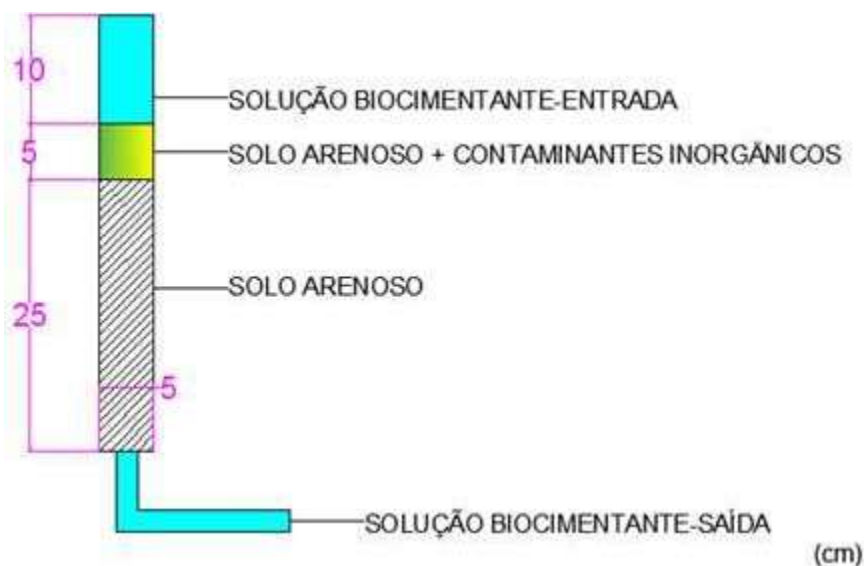 10
SOLUÇÃO BIOCIMENTANTE-ENTRADA
5
SOLO ARENOSO + CONTAMINANTES INORGÂNICOS
SOLO ARENOSO
25
5
SOLUÇÃO BIOCIMENTANTE-SAÍDA
(cm)